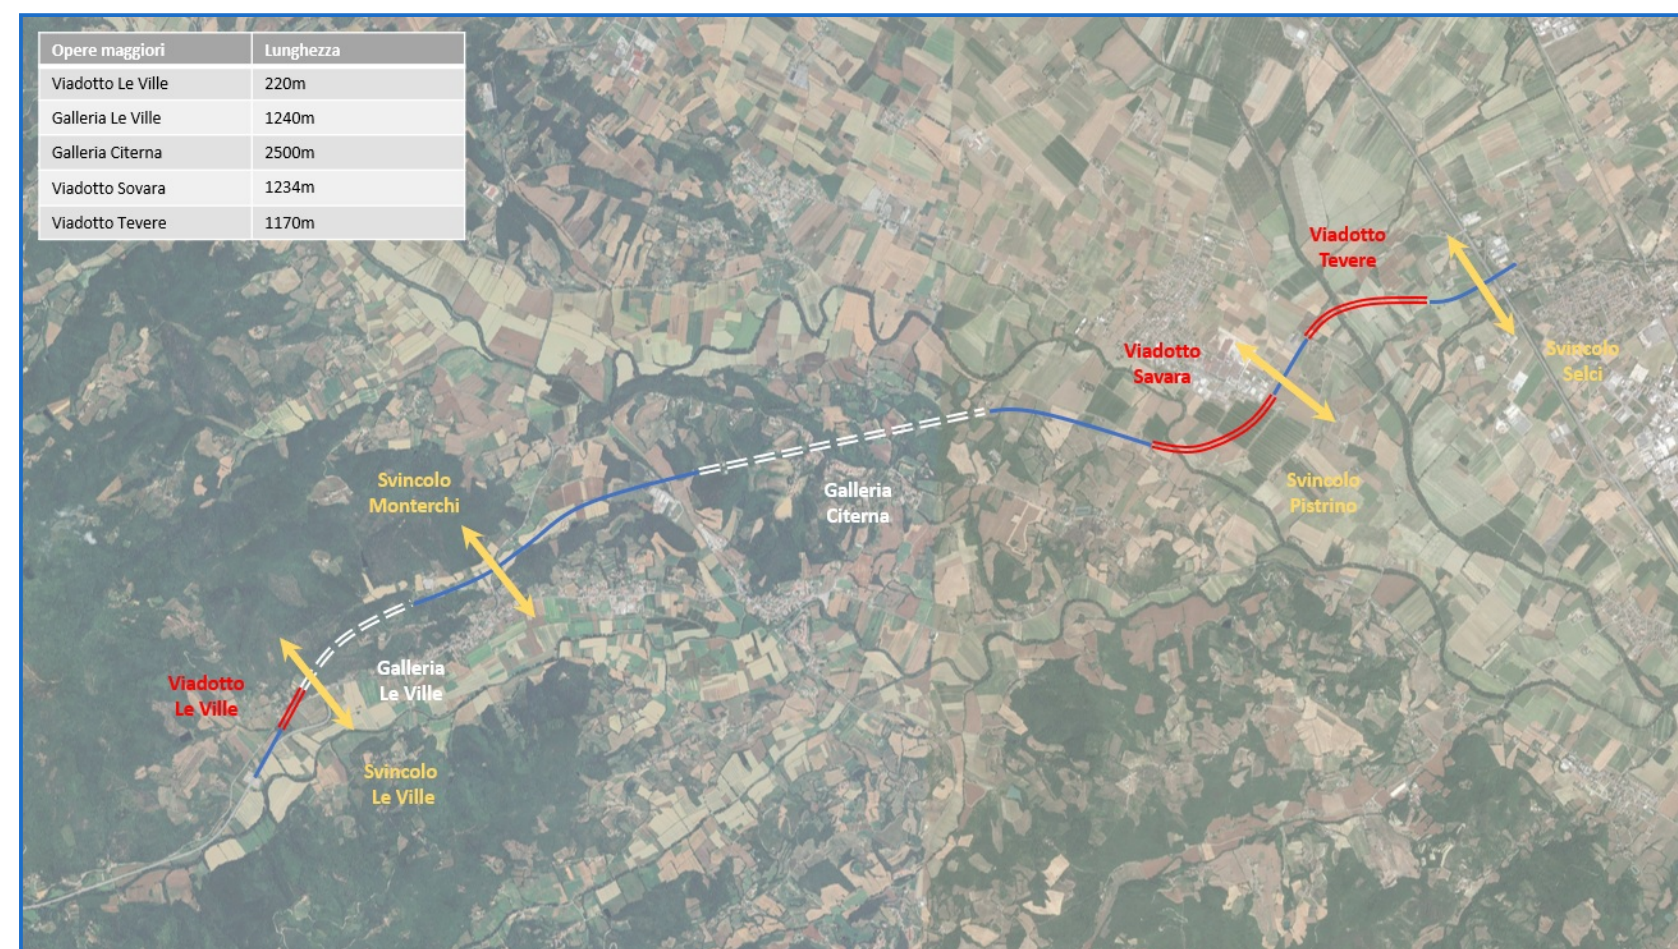 Opere maggiori Lunghezza
Viadotto Le Ville 220m
Galleria Le Ville 1240m
Galleria Citerna 2500m
Viadotto Sovara 1234m
Viadotto Tevere 1170m
Viadotto
Tevere
Viadotto
Savara
Svincolo
Selci
Svincolo
Monterchi
Galleria
Citerna
Svincolo
Pistrino
Viadotto
Le Ville
Galleria
Le Ville
Svincolo
Le Ville